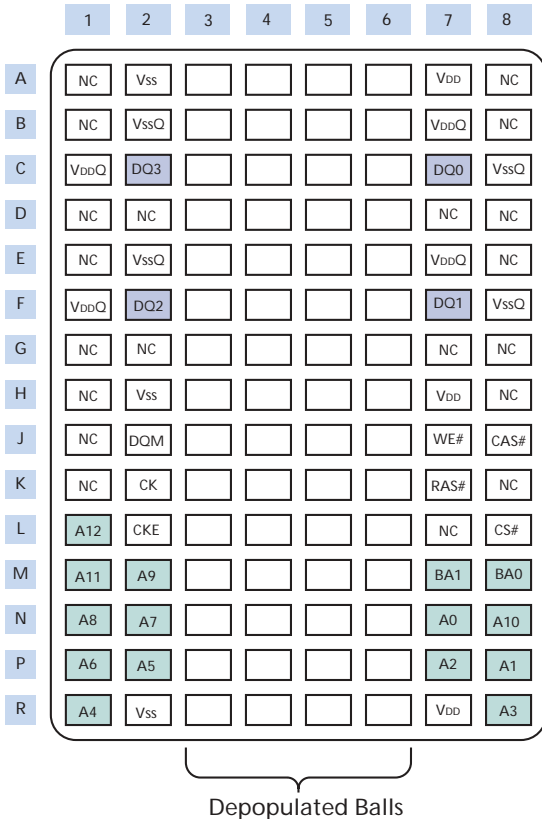 1 2 3 4 5 6 7 8
A NC Vss VDD NC
B NC VssQ VDDQ NC
C VDDQ DQ3 DQ0 VssQ
D NC NC NC NC
E NC VssQ VDDQ NC
F VDDQ DQ2 DQ1 VssQ
G NC NC NC NC
H NC Vss VDD NC
J NC DQM WE# CAS#
K NC CK RAS# NC
L A12 CKE NC CS#
M A11 A9 BA1 BA0
N A8 A7 A0 A10
P A6 A5 A2 A1
R A4 Vss VDD A3
Depopulated Balls